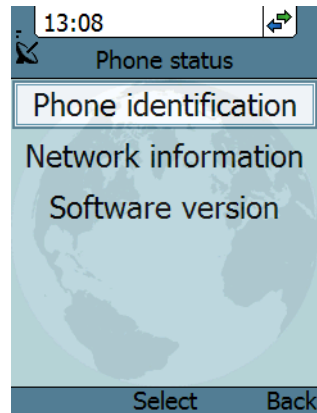 13:08
Phone status
Phone identification
Network information
Software version
Select Back